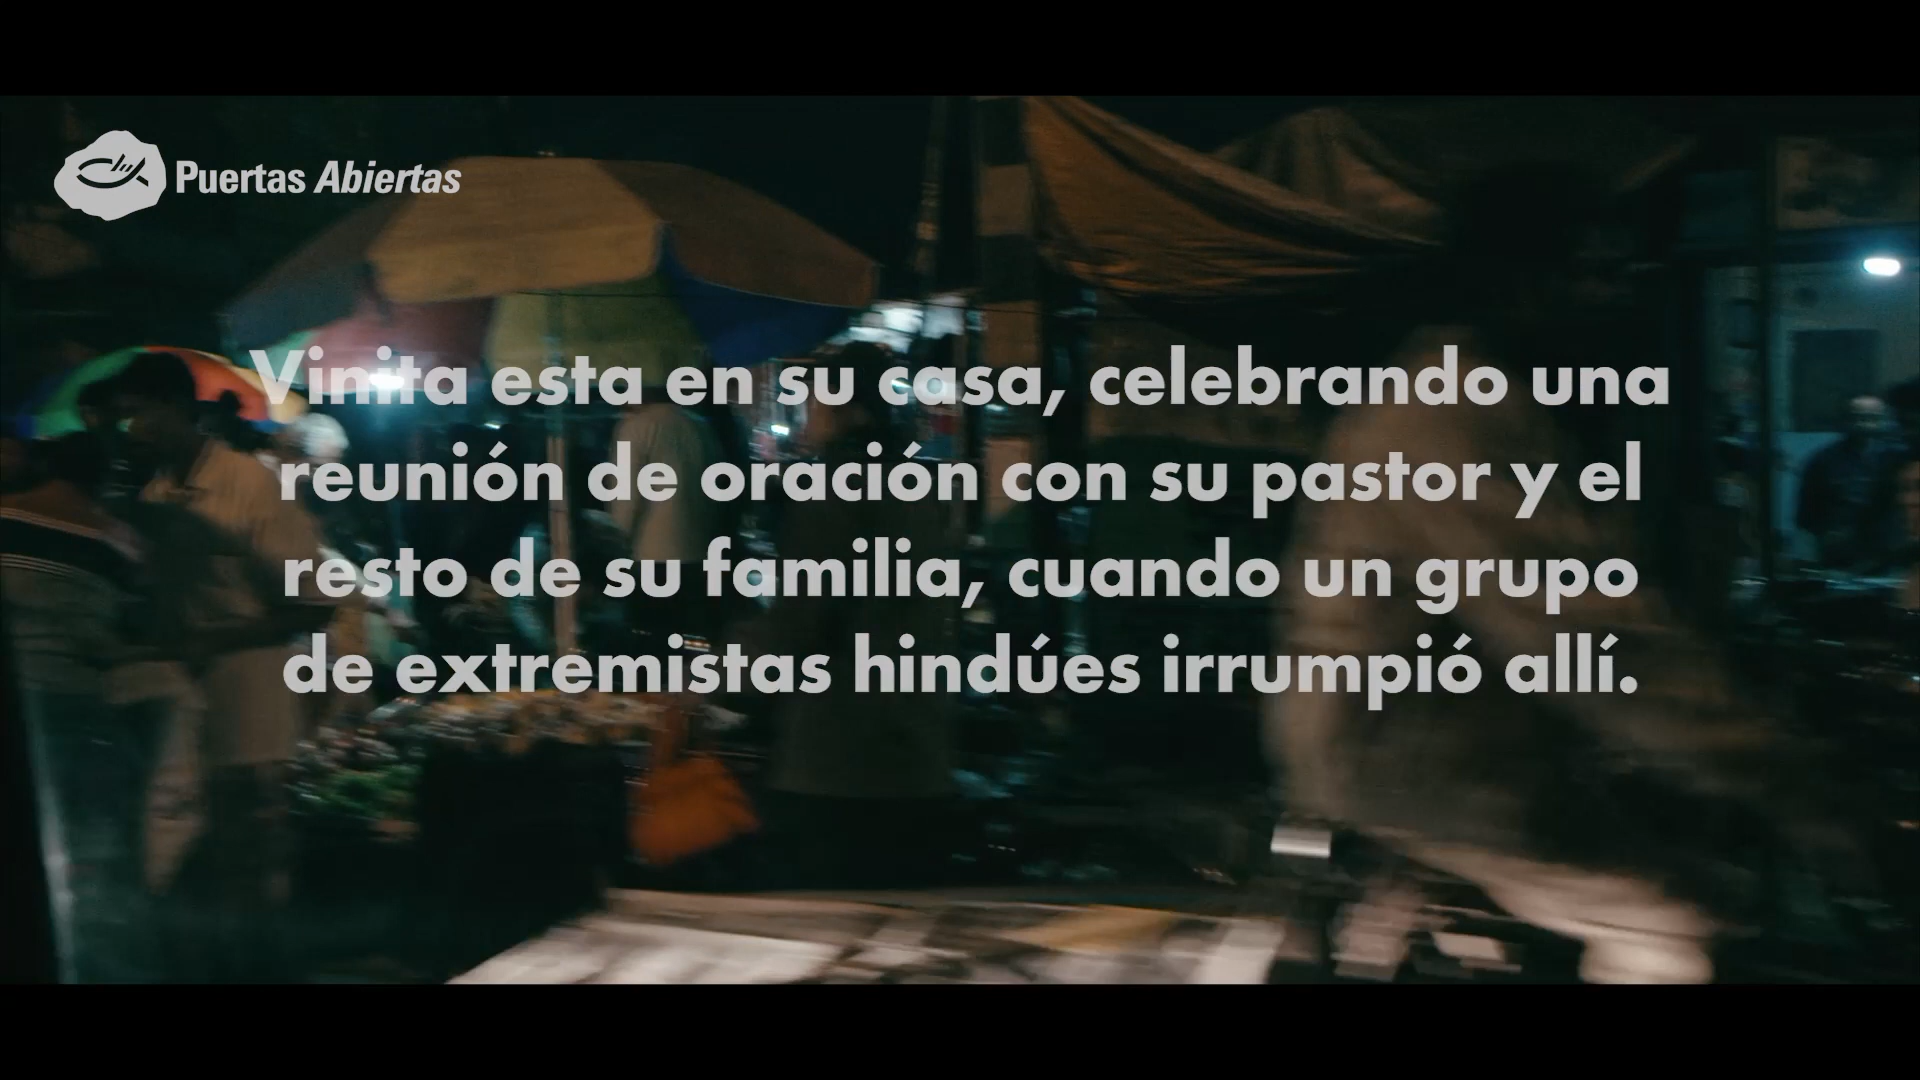 Puertas Abiertas
Vinita esta en su casa, celebrando una
reunión de oración con su pastor y el
resto de su familia, cuando un grupo
de extremistas hindúes irrumpió allí.